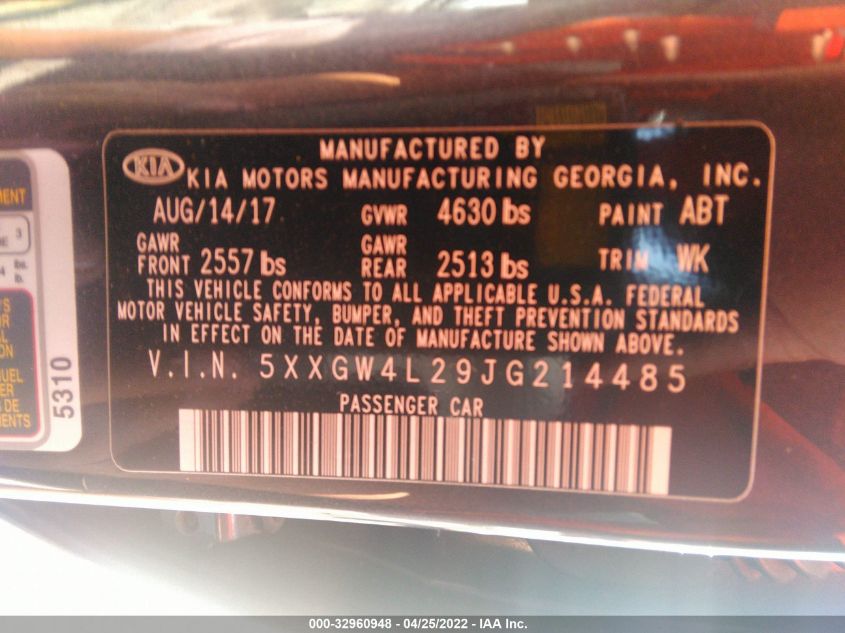 MANUFACTURED BY
KIA KIA MOTORS MANUFACTURING GEORGIA, INC.
AUG/14/17 GVWR 4630 lbs PAINT ABT
GAWR FRONT 2557 lbs GAWR REAR 2513 lbs TRIM WK
THIS VEHICLE CONFORMS TO ALL APPLICABLE U.S.A. FEDERAL
MOTOR VEHICLE SAFETY, BUMPER, AND THEFT PREVENTION STANDARDS
IN EFFECT ON THE DATE OF MANUFACTURE SHOWN ABOVE.
V.I.N. 5XXGW4L29JG214485
PASSENGER CAR
3
lb.
DE
5310
000-32960948 - 04/25/2022 - IAA Inc.